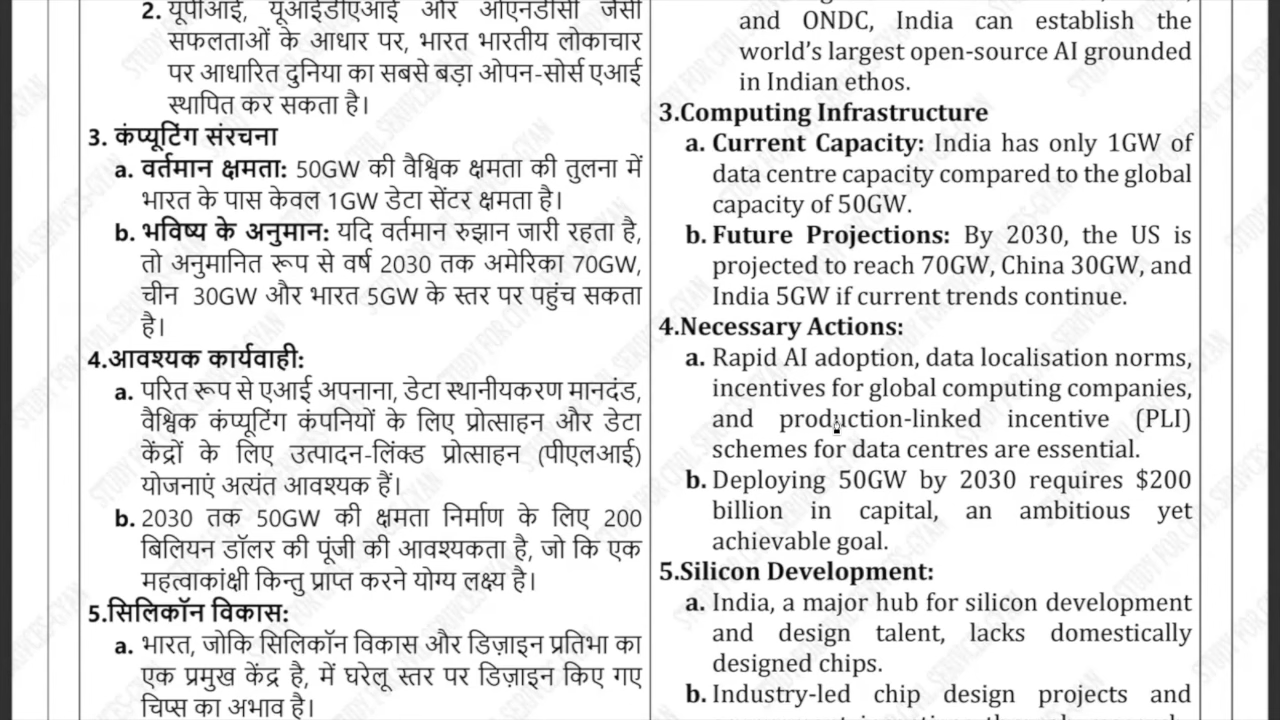 2. यूपीआई, यूआईडीएआई और ओएनडीसी जैसी
सफलताओं के आधार पर, भारत भारतीय लोकाचार
पर आधारित दुनिया का सबसे बड़ा ओपन-सोर्स एआई
स्थापित कर सकता है।
3. कंप्यूटिंग संरचना
a. वर्तमान क्षमता: 50GW की वैश्विक क्षमता की तुलना में
भारत के पास केवल 1GW डेटा सेंटर क्षमता है।
b. भविष्य के अनुमान: यदि वर्तमान रुझान जारी रहता है,
तो अनुमानित रूप से वर्ष 2030 तक अमेरिका 70GW,
चीन 30GW और भारत 5GW के स्तर पर पहुंच सकता
है।
4.आवश्यक कार्यवाही:
a. परित रूप से एआई अपनाना, डेटा स्थानीयकरण मानदंड,
वैश्विक कंप्यूटिंग कंपनियों के लिए प्रोत्साहन और डेटा
केंद्रों के लिए उत्पादन-लिंक्ड प्रोत्साहन (पीएलआई)
योजनाएं अत्यंत आवश्यक हैं।
b. 2030 तक 50GW की क्षमता निर्माण के लिए 200
बिलियन डॉलर की पूंजी की आवश्यकता है, जो कि एक
महत्वाकांक्षी किन्तु प्राप्त करने योग्य लक्ष्य है।
5.सिलिकॉन विकास:
a. भारत, जोकि सिलिकॉन विकास और डिज़ाइन प्रतिभा का
एक प्रमुख केंद्र है, में घरेलू स्तर पर डिज़ाइन किए गए
चिप्स का अभाव है।
and ONDC, India can establish the
world's largest open-source AI grounded
in Indian ethos.
3.Computing Infrastructure
a. Current Capacity: India has only 1GW of
data centre capacity compared to the global
capacity of 50GW.
b. Future Projections: By 2030, the US is
projected to reach 70GW, China 30GW, and
India 5GW if current trends continue.
4.Necessary Actions:
a. Rapid AI adoption, data localisation norms,
incentives for global computing companies,
and production-linked incentive (PLI)
schemes for data centres are essential.
b. Deploying 50GW by 2030 requires $200
billion in capital, an ambitious yet
achievable goal.
5.Silicon Development:
a. India, a major hub for silicon development
and design talent, lacks domestically
designed chips.
b. Industry-led chip design projects and